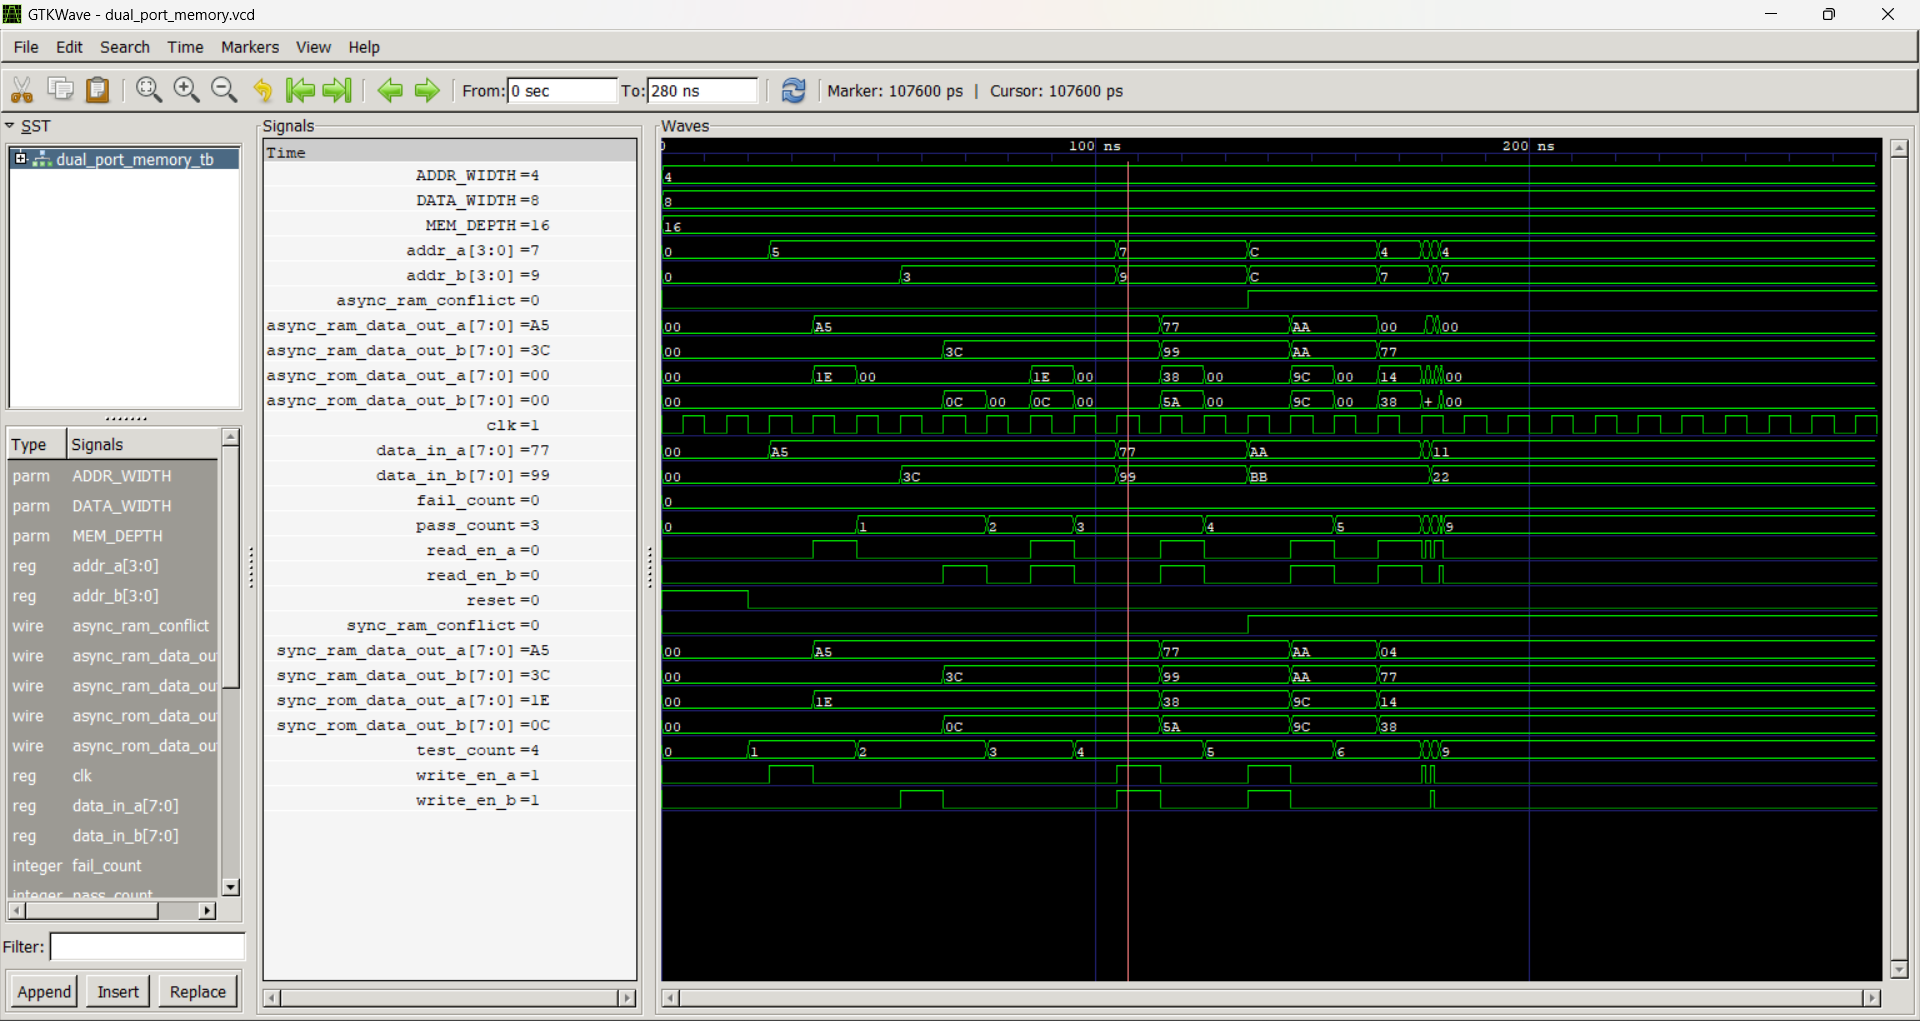 GTKWave - dual_port_memory.vcd
File Edit Search Time Markers View Help
From: 0 sec To: 280 ns Marker: 107600 ps | Cursor: 107600 ps
SST
dual_port_memory_tb
Type Signals
parm ADDR_WIDTH
parm DATA_WIDTH
parm MEM_DEPTH
reg addr_a[3:0]
reg addr_b[3:0]
wire async_ram_conflict
wire async_ram_data_ou
wire async_ram_data_ou
wire async_rom_data_ou
wire async_rom_data_ou
reg clk
reg data_in_a[7:0]
reg data_in_b[7:0]
integer fail_count
integer pass_count
Filter:
Append Insert Replace
Signals
Time
ADDR_WIDTH=4
DATA_WIDTH=8
MEM_DEPTH=16
addr_a[3:0]=7
addr_b[3:0]=9
async_ram_conflict=0
async_ram_data_out_a[7:0]=A5
async_ram_data_out_b[7:0]=3C
async_rom_data_out_a[7:0]=00
async_rom_data_out_b[7:0]=00
clk=1
data_in_a[7:0]=77
data_in_b[7:0]=99
fail_count=0
pass_count=3
read_en_a=0
read_en_b=0
reset=0
sync_ram_conflict=0
sync_ram_data_out_a[7:0]=A5
sync_ram_data_out_b[7:0]=3C
sync_rom_data_out_a[7:0]=1E
sync_rom_data_out_b[7:0]=0C
test_count=4
write_en_a=1
write_en_b=1
Waves
0 100 ns 200 ns
4
8
16
0 5 7 C 4 4
0 3 9 C 7 7
00 A5 77 AA 00 00
00 3C 99 AA 77
00 1E 00 1E 00 38 00 9C 00 14 00
00 0C 00 0C 00 5A 00 9C 00 38 + 00
00 A5 77 AA 11
00 3C 99 BB 22
0
0 1 2 3 4 5 9
00 A5 77 AA 04
00 3C 99 AA 77
00 1E 38 9C 14
00 0C 5A 9C 38
0 1 2 3 4 5 6 9